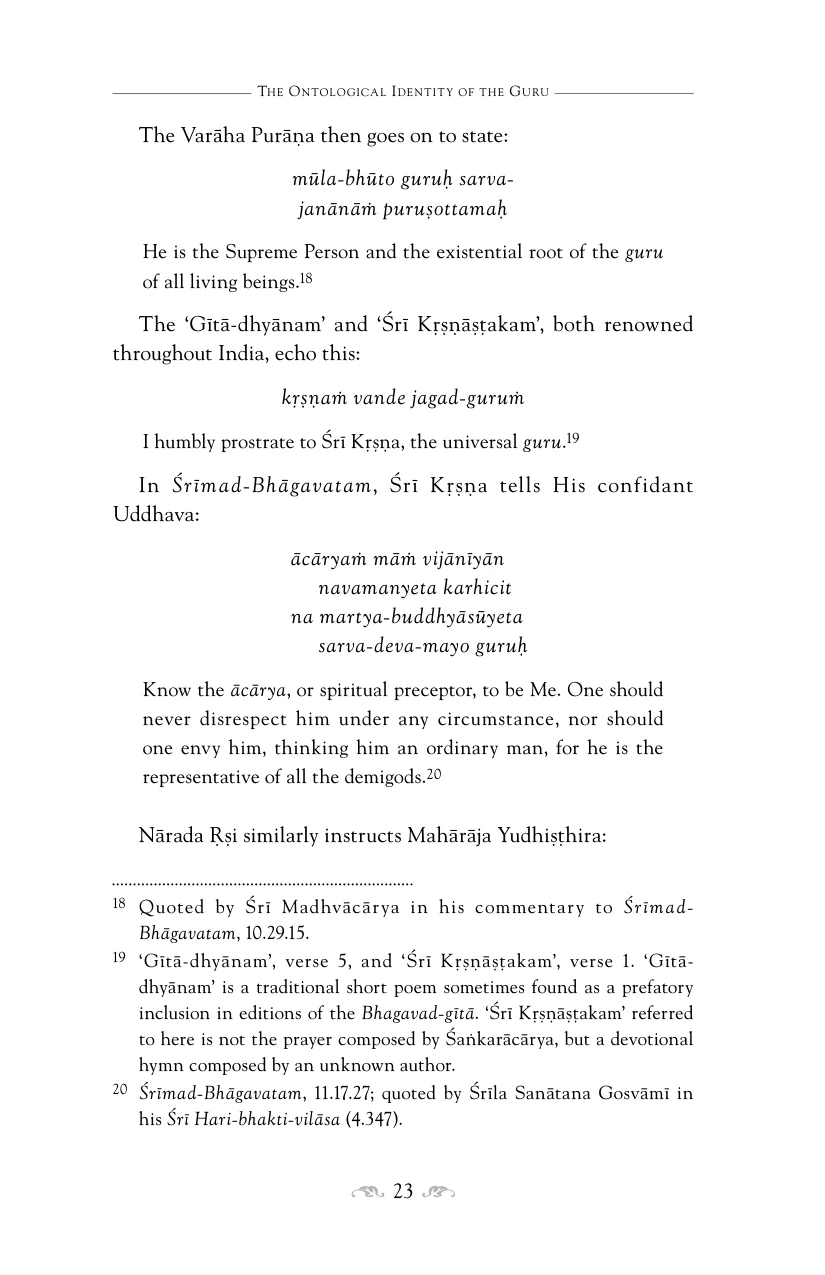 The Ontological Identity of the Guru
The Varāha Purāṇa then goes on to state:
mūla-bhūto guruḥ sarva-
janānāṁ puruṣottamaḥ
He is the Supreme Person and the existential root of the guru
of all living beings.18
The ‘Gītā-dhyānam’ and ‘Śrī Kṛṣṇāṣṭakam’, both renowned
throughout India, echo this:
kṛṣṇaṁ vande jagad-guruṁ
I humbly prostrate to Śrī Kṛṣṇa, the universal guru.19
In Śrīmad-Bhāgavatam, Śrī Kṛṣṇa tells His confidant
Uddhava:
ācāryaṁ māṁ vijānīyān
navamanyeta karhicit
na martya-buddhyāsūyeta
sarva-deva-mayo guruḥ
Know the ācārya, or spiritual preceptor, to be Me. One should
never disrespect him under any circumstance, nor should
one envy him, thinking him an ordinary man, for he is the
representative of all the demigods.20
Nārada Ṛṣi similarly instructs Mahārāja Yudhiṣṭhira:
18 Quoted by Śrī Madhvācārya in his commentary to Śrīmad-
Bhāgavatam, 10.29.15.
19 ‘Gītā-dhyānam’, verse 5, and ‘Śrī Kṛṣṇāṣṭakam’, verse 1. ‘Gītā-
dhyānam’ is a traditional short poem sometimes found as a prefatory
inclusion in editions of the Bhagavad-gītā. ‘Śrī Kṛṣṇāṣṭakam’ referred
to here is not the prayer composed by Śaṅkarācārya, but a devotional
hymn composed by an unknown author.
20 Śrīmad-Bhāgavatam, 11.17.27; quoted by Śrīla Sanātana Gosvāmī in
his Śrī Hari-bhakti-vilāsa (4.347).
23